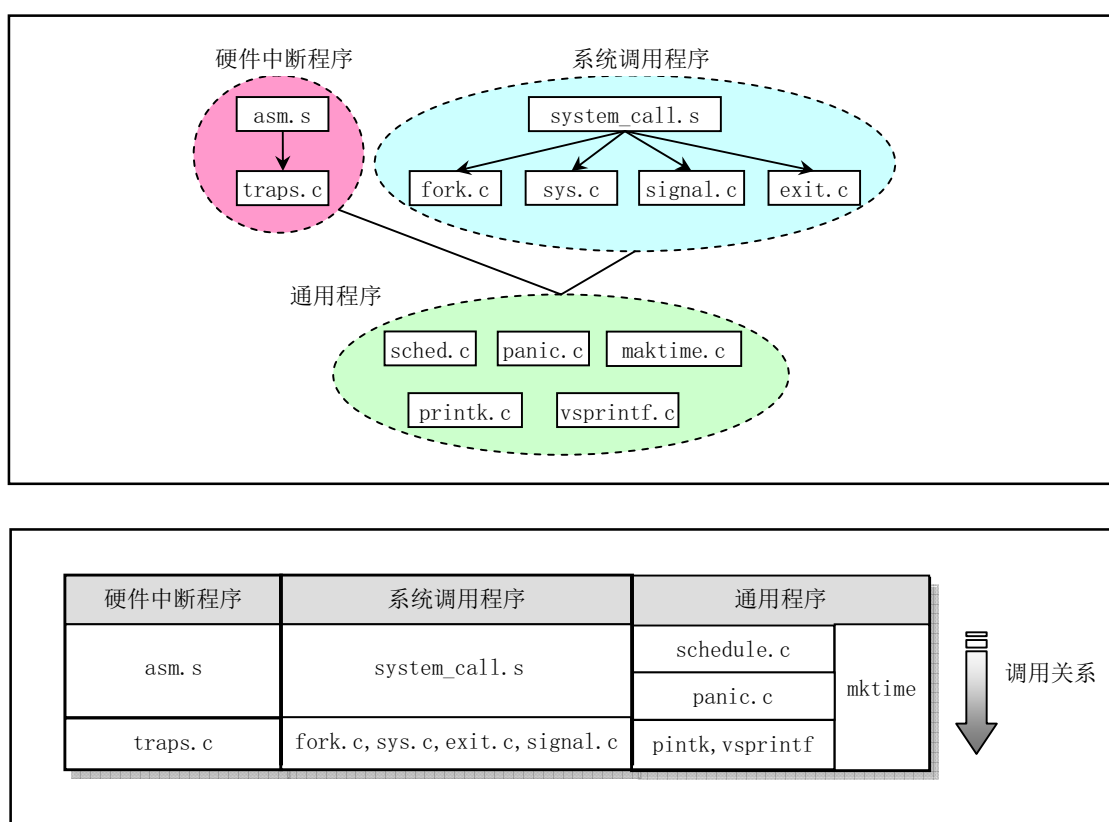 硬件中断程序
系统调用程序
asm.s
system_call.s
traps.c
fork.c
sys.c
signal.c
exit.c
通用程序
sched.c
panic.c
maktime.c
printk.c
vsprintf.c
硬件中断程序
系统调用程序
通用程序
asm.s
system_call.s
schedule.c
panic.c
mktime
traps.c
fork.c,sys.c,exit.c,signal.c
pintk,vsprintf
调用关系